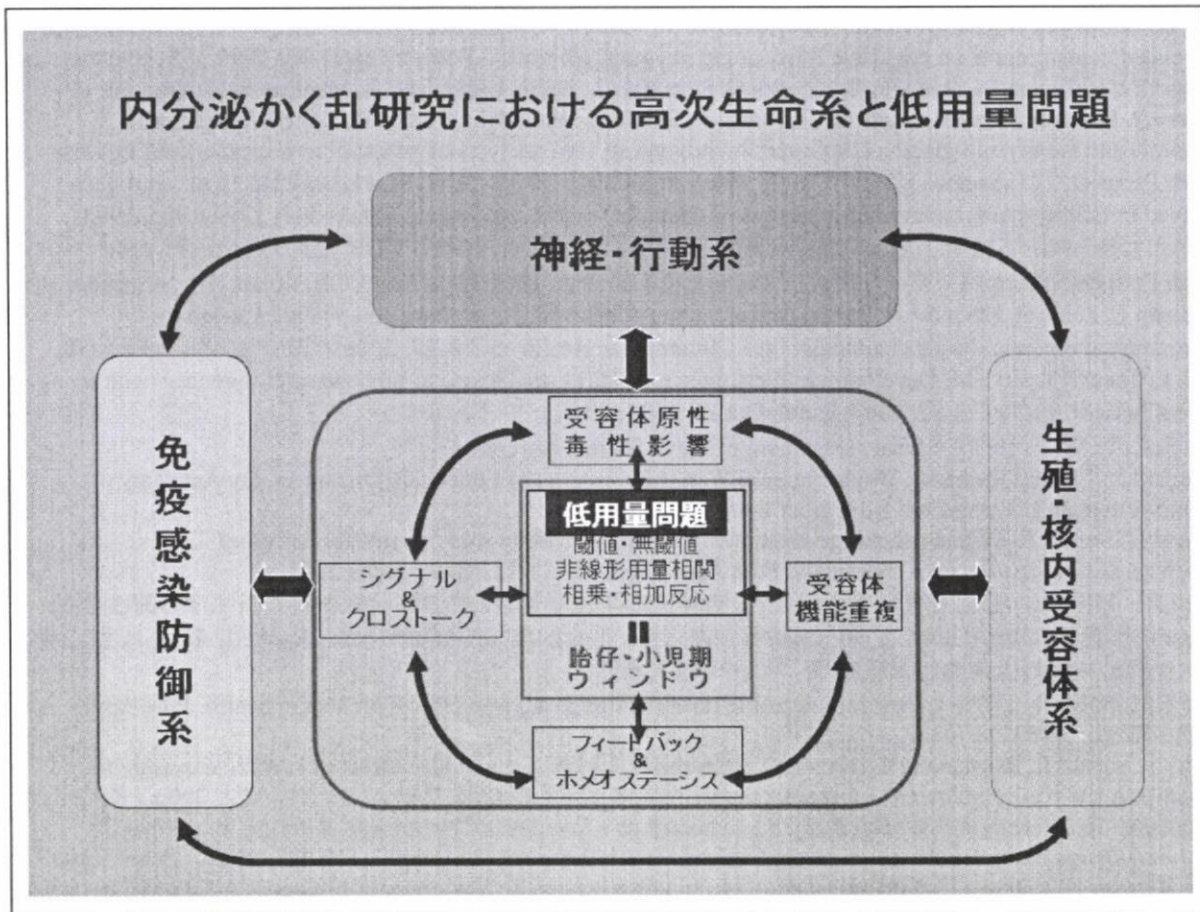 内分泌かく乱研究における高次生命系と低用量問題
神経・行動系
免疫感染防御系
受容体原性
毒性影響
低用量問題
閾値・無閾値
非線形用量相関
相乗・相加反応
シグナル
&
クロストーク
受容体
機能重複
胎仔・小児期
ウィンドウ
フィードバック
&
ホメオステーシス
生殖・核内受容体系